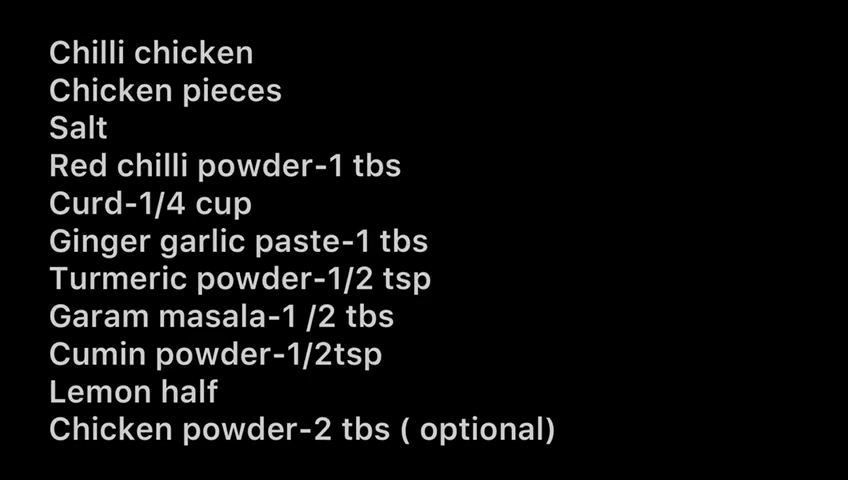 Chilli chicken
Chicken pieces
Salt
Red chilli powder-1 tbs
Curd-1/4 cup
Ginger garlic paste-1 tbs
Turmeric powder-1/2 tsp
Garam masala-1 /2 tbs
Cumin powder-1/2tsp
Lemon half
Chicken powder-2 tbs ( optional)